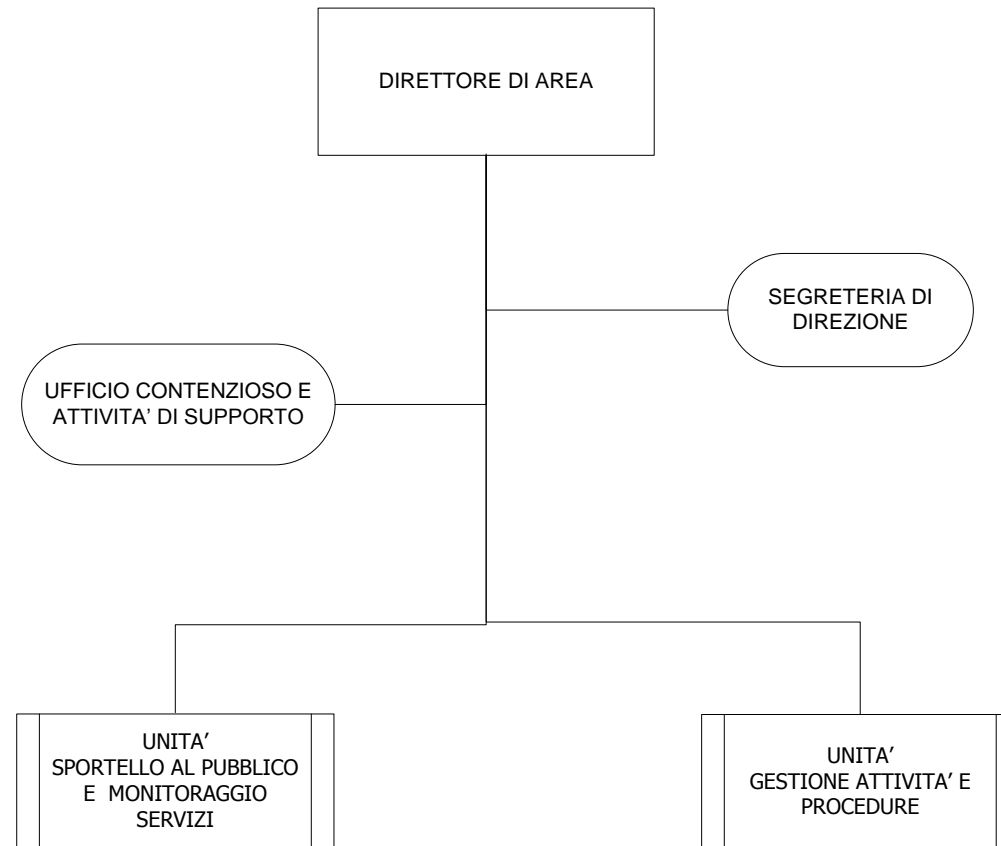 DIRETTORE DI AREA
SEGRETERIA DI
DIREZIONE
UFFICIO CONTENZIOSO E
ATTIVITA’ DI SUPPORTO
UNITA’
SPORTELLO AL PUBBLICO
E MONITORAGGIO
SERVIZI
UNITA’
GESTIONE ATTIVITA’ E
PROCEDURE